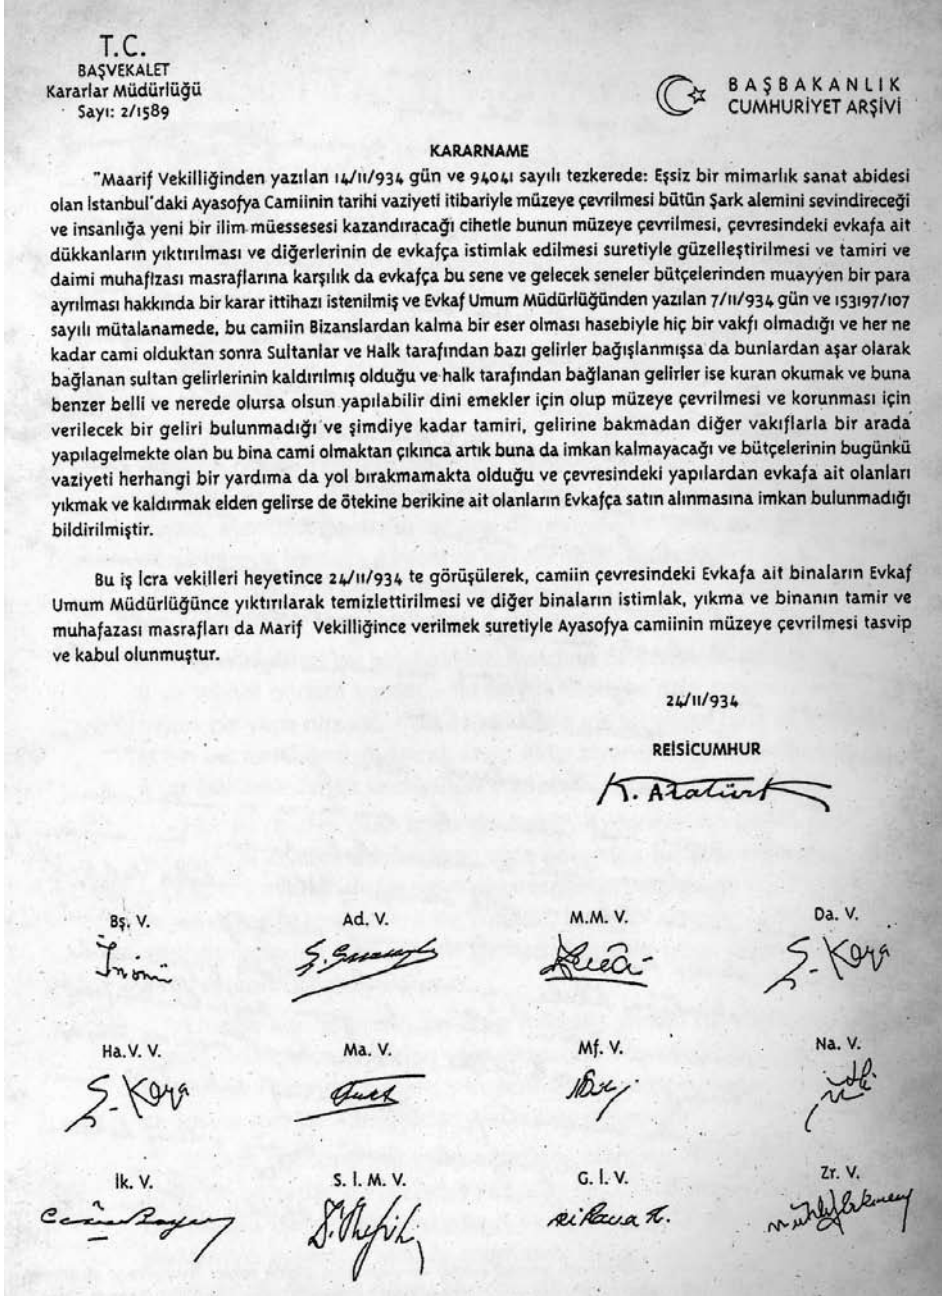 T.C.
BAŞVEKALET
Kararlar Müdürlüğü
Sayı: 2/1589
BAŞBAKANLIK
CUMHURİYET ARŞİVİ
KARARNAME
"Maarif Vekilliğinden yazılan 14/11/934 gün ve 94041 sayılı tezkerede: Eşsiz bir mimarlık sanat abidesi
olan İstanbul'daki Ayasofya Camiinin tarihi vaziyeti itibariyle müzeye çevrilmesi bütün Şark alemini sevindireceği
ve insanlığa yeni bir ilim müessesesi kazandıracağı cihetle bunun müzeye çevrilmesi, çevresindeki evkafa ait
dükkanların yıktırılması ve diğerlerinin de evkafça istimlak edilmesi suretiyle güzelleştirilmesi ve tamiri ve
daimi muhafızası masraflarına karşılık da evkafça bu sene ve gelecek seneler bütçelerinden muayyen bir para
ayrılması hakkında bir karar ittihazı istenilmiş ve Evkaf Umum Müdürlüğünden yazılan 7/11/934 gün ve 153197/107
sayılı mütalanamede, bu camiin Bizanslardan kalma bir eser olması hasebiyle hiç bir vakfı olmadığı ve her ne
kadar cami olduktan sonra Sultanlar ve Halk tarafından bazı gelirler bağışlanmışsa da bunlardan aşar olarak
bağlanan sultan gelirlerinin kaldırılmış olduğu ve halk tarafından bağlanan gelirler ise kuran okumak ve buna
benzer belli ve nerede olursa olsun yapılabilir dini emekler için olup müzeye çevrilmesi ve korunması için
verilecek bir geliri bulunmadığı ve şimdiye kadar tamiri, gelirine bakmadan diğer vakıflarla bir arada
yapılagelmekte olan bu bina cami olmaktan çıkınca artık buna da imkan kalmayacağı ve bütçelerinin bugünkü
vaziyeti herhangi bir yardıma da yol bırakmamakta olduğu ve çevresindeki yapılardan evkafa ait olanları
yıkmak ve kaldırmak elden gelirse de ötekine berikine ait olanların Evkafça satın alınmasına imkan bulunmadığı
bildirilmiştir.
Bu iş İcra vekilleri heyetince 24/11/934 te görüşülerek, camiin çevresindeki Evkafa ait binaların Evkaf
Umum Müdürlüğünce yıktırılarak temizlettirilmesi ve diğer binaların istimlak, yıkma ve binanın tamir ve
muhafazası masrafları da Marif Vekilliğince verilmek suretiyle Ayasofya camiinin müzeye çevrilmesi tasvip
ve kabul olunmuştur.
24/11/934
REİSİCUMHUR
K. Atatürk
Bş. V. Ad. V. M.M. V. Da. V.
İnönü Ş. Kaya
Ha.V. V. Ma. V. Mf. V. Na. V.
Ş. Kaya
İk. V. S. İ. M. V. G. İ. V. Zr. V.